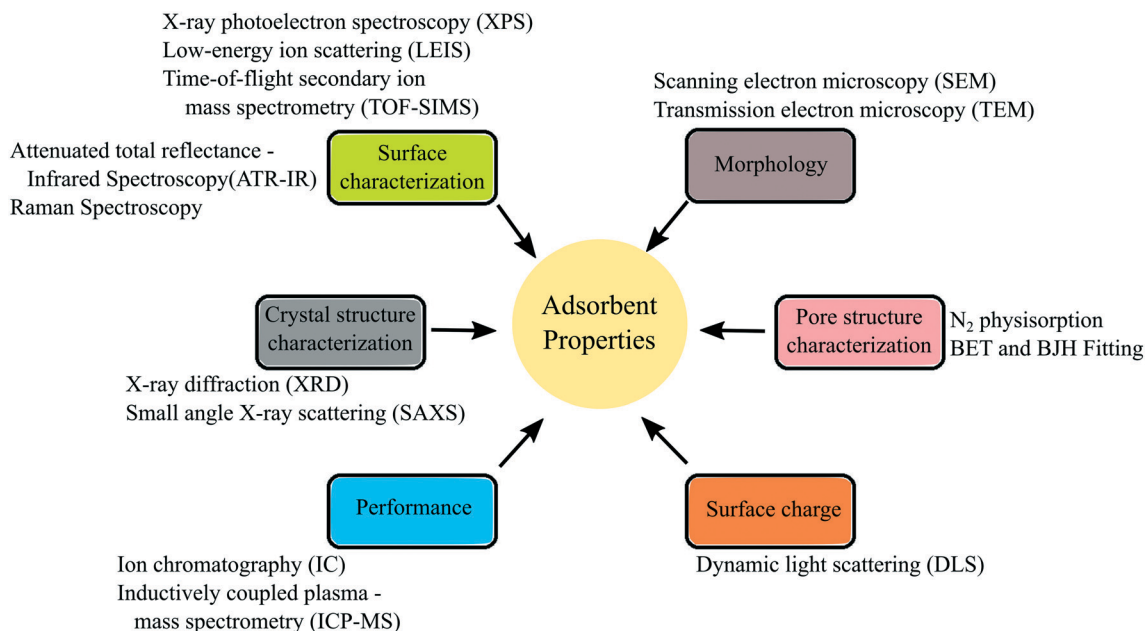 X-ray photoelectron spectroscopy (XPS)
Low-energy ion scattering (LEIS)
Time-of-flight secondary ion
mass spectrometry (TOF-SIMS)
Attenuated total reflectance -
Infrared Spectroscopy(ATR-IR)
Raman Spectroscopy
Surface
characterization
Scanning electron microscopy (SEM)
Transmission electron microscopy (TEM)
Morphology
Adsorbent
Properties
Crystal structure
characterization
X-ray diffraction (XRD)
Small angle X-ray scattering (SAXS)
Pore structure
characterization
N₂ physisorption
BET and BJH Fitting
Performance
Ion chromatography (IC)
Inductively coupled plasma -
mass spectrometry (ICP-MS)
Surface charge
Dynamic light scattering (DLS)